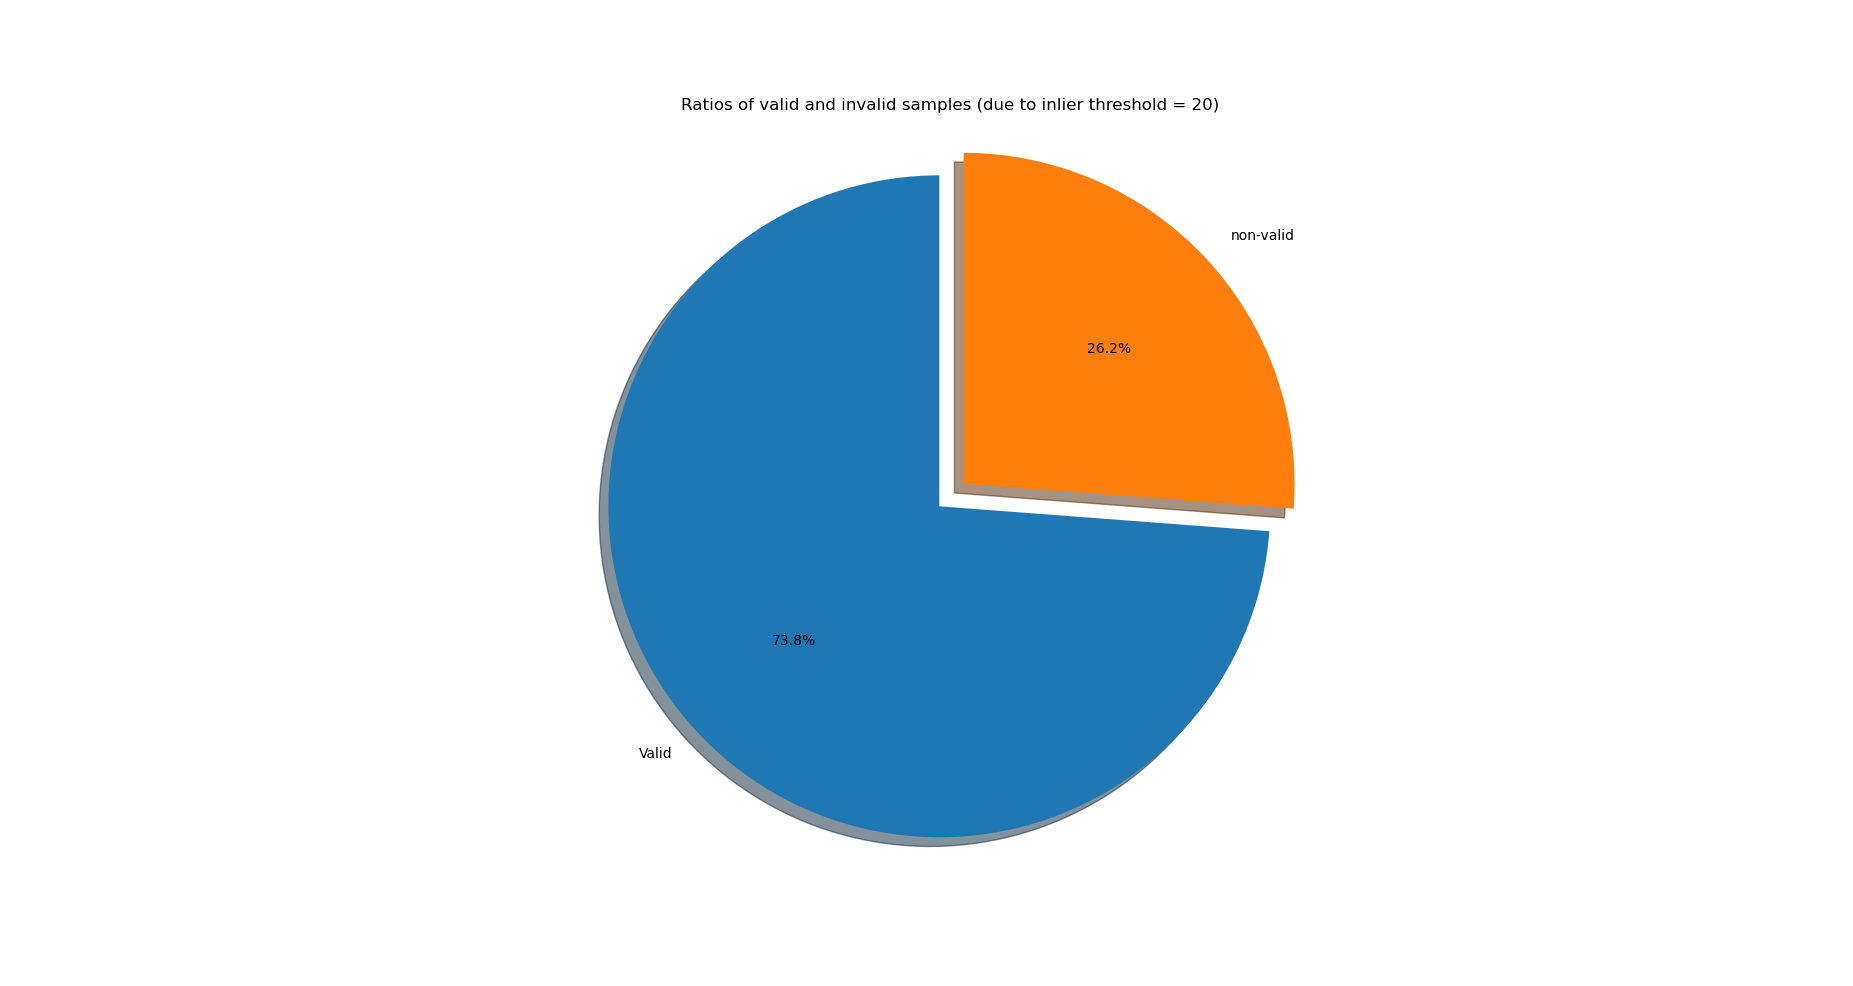 Ratios of valid and invalid samples (due to inlier threshold = 20)
non-valid
26.2%
73.8%
Valid